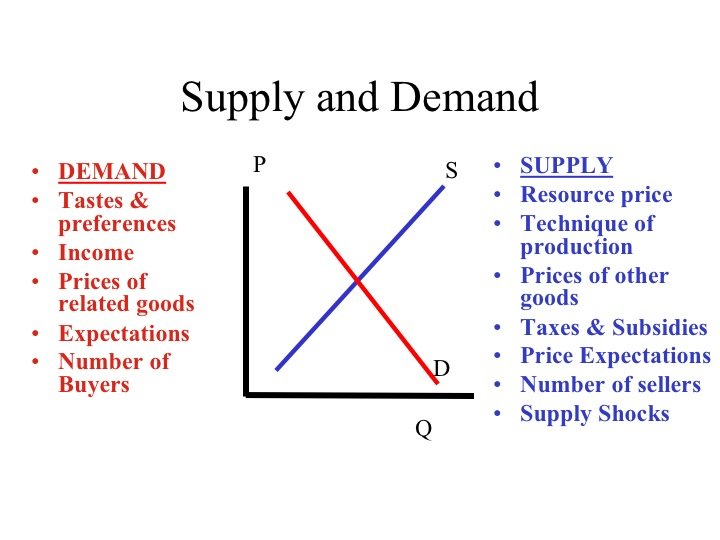 Supply and Demand
• DEMAND
• Tastes &
preferences
• Income
• Prices of
related goods
• Expectations
• Number of
Buyers
P
S
D
Q
• SUPPLY
• Resource price
• Technique of
production
• Prices of other
goods
• Taxes & Subsidies
• Price Expectations
• Number of sellers
• Supply Shocks